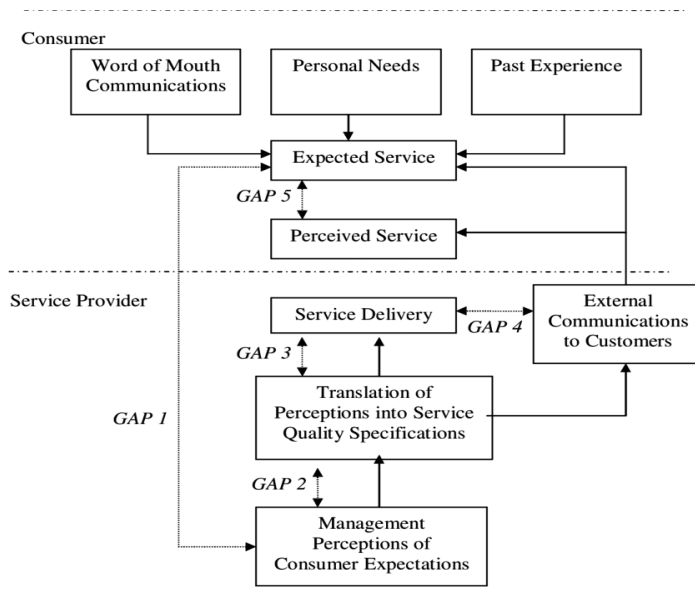 Consumer
Word of Mouth
Communications
Personal Needs
Past Experience
Expected Service
GAP 5
Perceived Service
Service Provider
Service Delivery
GAP 4
External
Communications
to Customers
GAP 3
Translation of
Perceptions into Service
Quality Specifications
GAP 1
GAP 2
Management
Perceptions of
Consumer Expectations